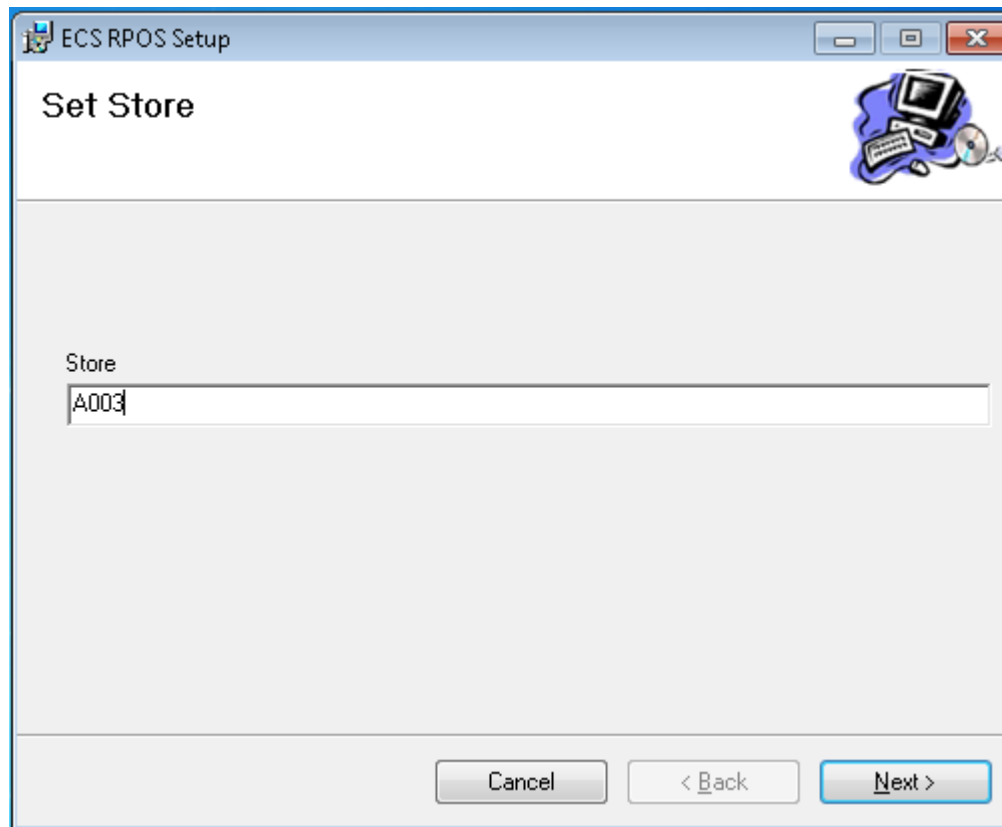 ECS RPOS Setup
Set Store
Store
A003
Cancel
< Back
Next >